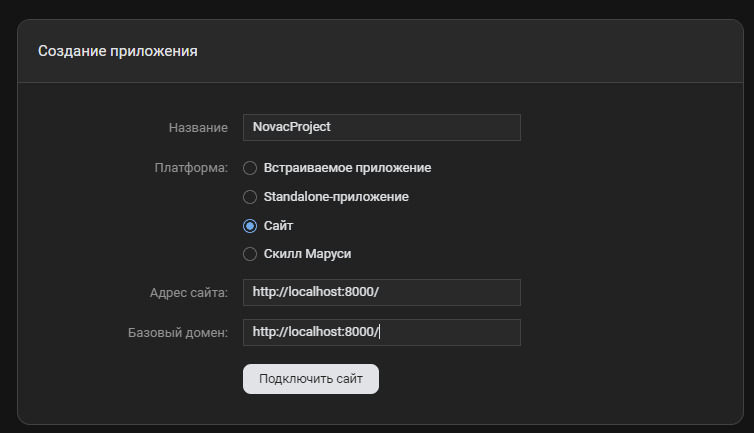 Создание приложения
Название NovacProject
Платформа: Встраиваемое приложение
Standalone-приложение
Сайт
Скилл Маруси
Адрес сайта: http://localhost:8000/
Базовый домен: http://localhost:8000/
Подключить сайт